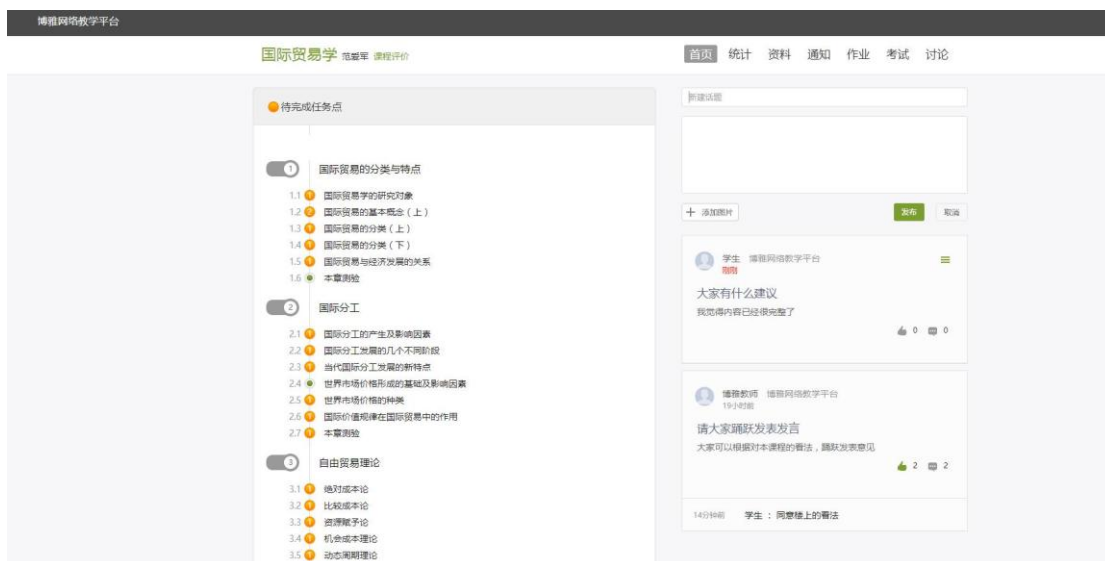 博雅网络教学平台
国际贸易学 范爱军 课程评价
首页 统计 资料 通知 作业 考试 讨论
待完成任务点
1 国际贸易的分类与特点
1.1 1 国际贸易学的研究对象
1.2 2 国际贸易的基本概念（上）
1.3 1 国际贸易的分类（上）
1.4 1 国际贸易的分类（下）
1.5 1 国际贸易与经济发展的关系
1.6 本章测验
2 国际分工
2.1 1 国际分工的产生及影响因素
2.2 1 国际分工发展的几个不同阶段
2.3 1 当代国际分工发展的新特点
2.4 世界市场价格形成的基础及影响因素
2.5 1 世界市场价格的种类
2.6 1 国际价值规律在国际贸易中的作用
2.7 1 本章测验
3 自由贸易理论
3.1 1 绝对成本论
3.2 1 比较成本论
3.3 1 资源赋予论
3.4 1 机会成本理论
3.5 1 动态周期理论
新建话题
添加图片
发布 取消
学生 博雅网络教学平台
刚刚
大家有什么建议
我觉得内容已经很完整了
0 0
博雅教师 博雅网络教学平台
19小时前
请大家踊跃发表发言
大家可以根据对本课程的看法，踊跃发表意见
2 2
14分钟前 学生 ： 同意楼上的看法